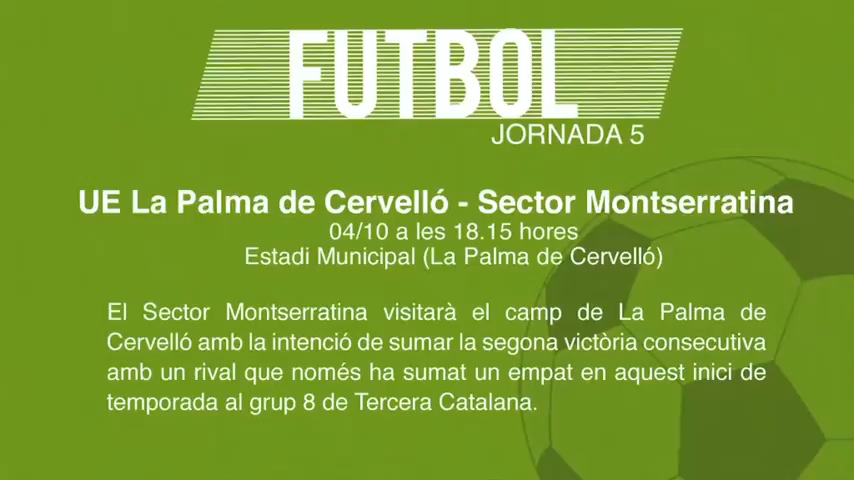 FUTBOL
JORNADA 5
UE La Palma de Cervelló - Sector Montserratina
04/10 a les 18.15 hores
Estadi Municipal (La Palma de Cervelló)
El Sector Montserratina visitarà el camp de La Palma de
Cervelló amb la intenció de sumar la segona victòria consecutiva
amb un rival que només ha sumat un empat en aquest inici de
temporada al grup 8 de Tercera Catalana.